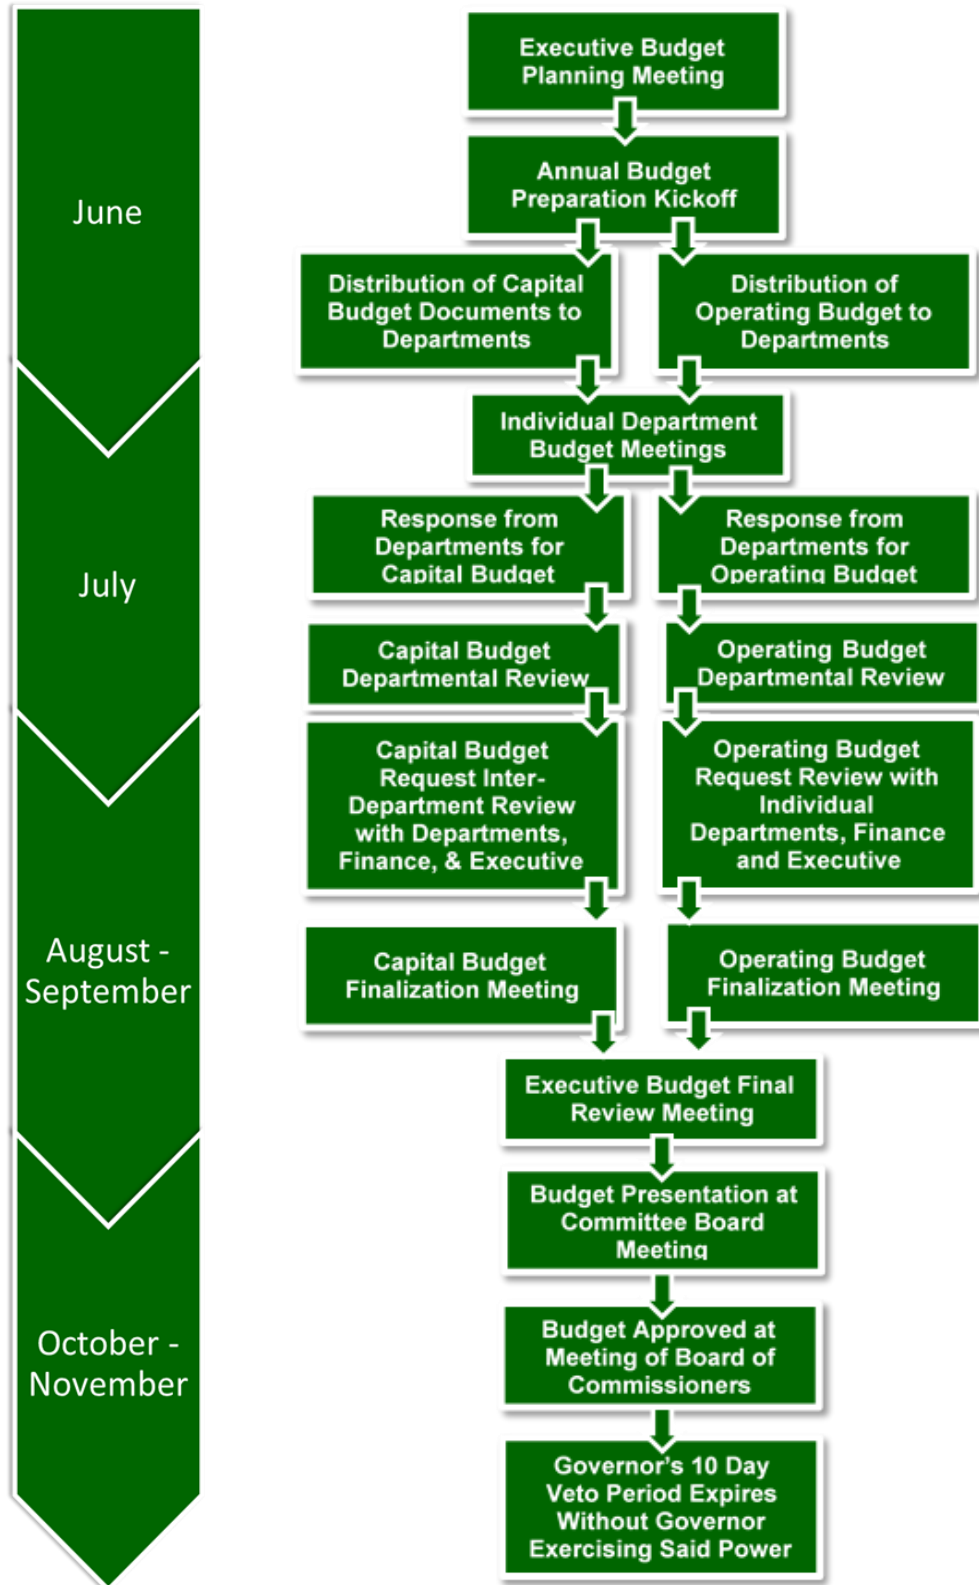 June
July
August -
September
October -
November
Executive Budget
Planning Meeting
Annual Budget
Preparation Kickoff
Distribution of Capital
Budget Documents to
Departments
Distribution of
Operating Budget to
Departments
Individual Department
Budget Meetings
Response from
Departments for
Capital Budget
Response from
Departments for
Operating Budget
Capital Budget
Departmental Review
Operating Budget
Departmental Review
Capital Budget
Request Inter-
Department Review
with Departments,
Finance, & Executive
Operating Budget
Request Review with
Individual
Departments, Finance
and Executive
Capital Budget
Finalization Meeting
Operating Budget
Finalization Meeting
Executive Budget Final
Review Meeting
Budget Presentation at
Committee Board
Meeting
Budget Approved at
Meeting of Board of
Commissioners
Governor's 10 Day
Veto Period Expires
Without Governor
Exercising Said Power